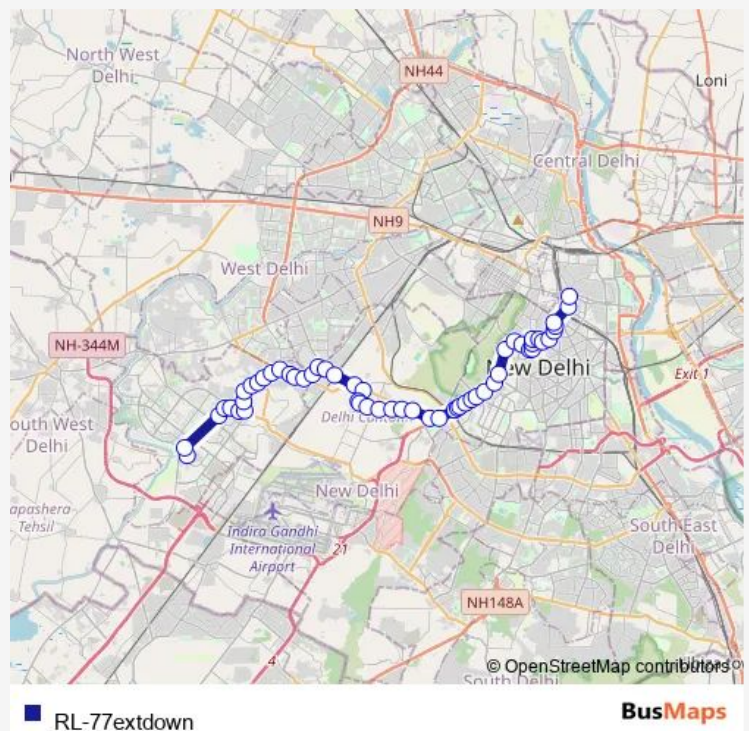 North West
Delhi
NH44
Loni
Central Delhi
NH9
West Delhi
NH-344M
New Delhi
Exit 1
outh West
Delhi
Delhi Canton
New Delhi
apashera
Tehsil
Indira Gandhi
International
Airport
21
South East
Delhi
NH148A
4
© OpenStreetMap contributors
South Delhi
RL-77extdown
BusMaps